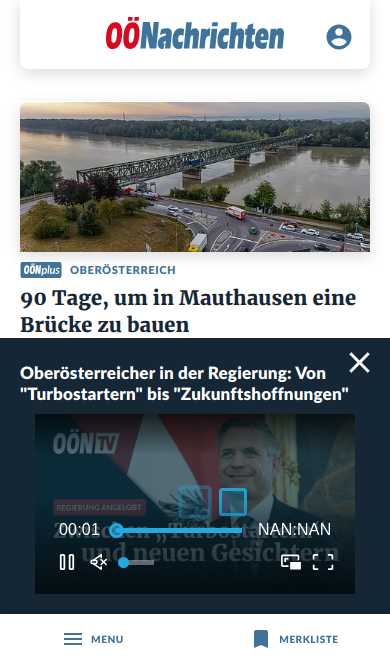 OÖNachrichten
OÖNplus OBERÖSTERREICH
90 Tage, um in Mauthausen eine
Brücke zu bauen
Oberösterreicher in der Regierung: Von
"Turbostartern" bis "Zukunftshoffnungen"
OÖN TV
REGIERUNG ANGELOBT
Zwischen „Turbostartern“
00:01 NAN:NAN
und neuen Gesichtern
MENU MERKLISTE